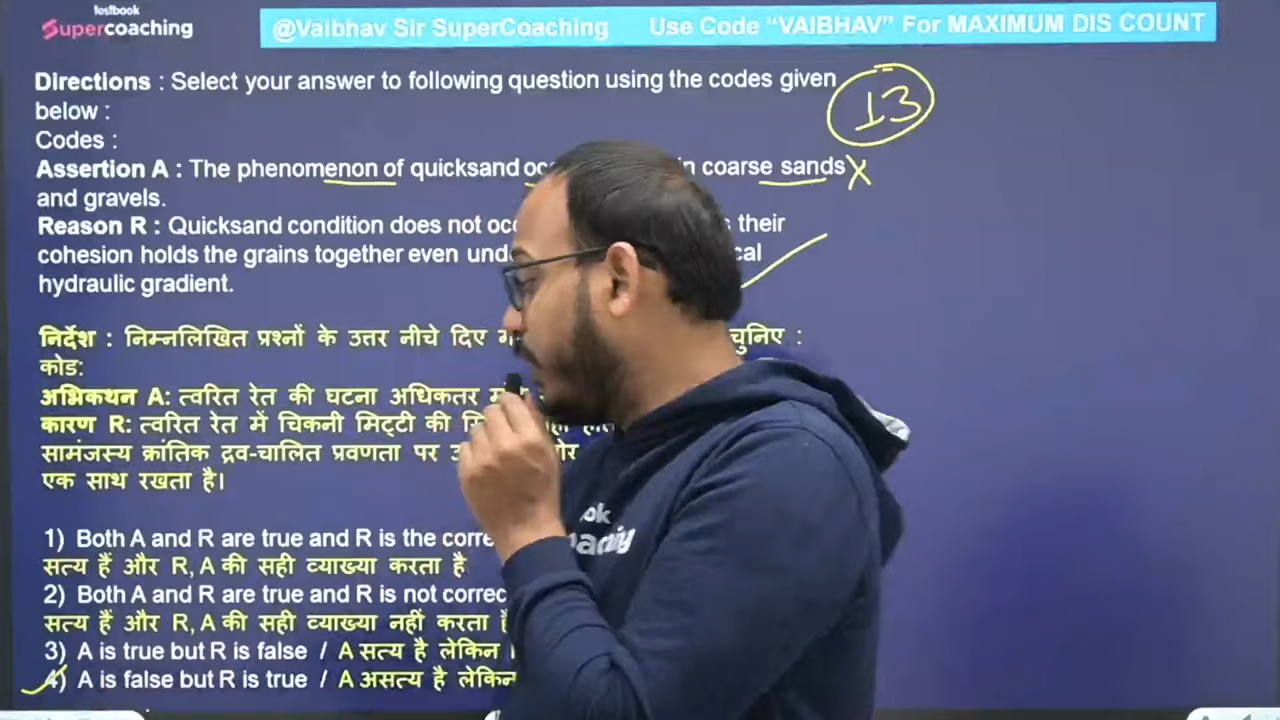 testbook
Supercoaching
@Vaibhav Sir SuperCoaching Use Code “VAIBHAV” For MAXIMUM DIS COUNT
Directions : Select your answer to following question using the codes given
below :
13
Codes :
Assertion A : The phenomenon of quicksand coarse sands X
and gravels.
Reason R : Quicksand condition does not their
cohesion holds the grains together even
hydraulic gradient.
निर्देश : निम्नलिखित प्रश्नों के उत्तर नीचे दिए चुनिए :
कोड:
अभिकथन A: त्वरित रेत की घटना अधिकतर
कारण R: त्वरित रेत में चिकनी मिट्टी की
सामंजस्य क्रांतिक द्रव-चालित प्रवणता पर
एक साथ रखता है।
1) Both A and R are true and R is the
सत्य हैं और R, A की सही व्याख्या करता है
2) Both A and R are true and R is not
सत्य हैं और R, A की सही व्याख्या नहीं करता
3) A is true but R is false / A सत्य है लेकिन
4) A is false but R is true / A असत्य है लेकिन